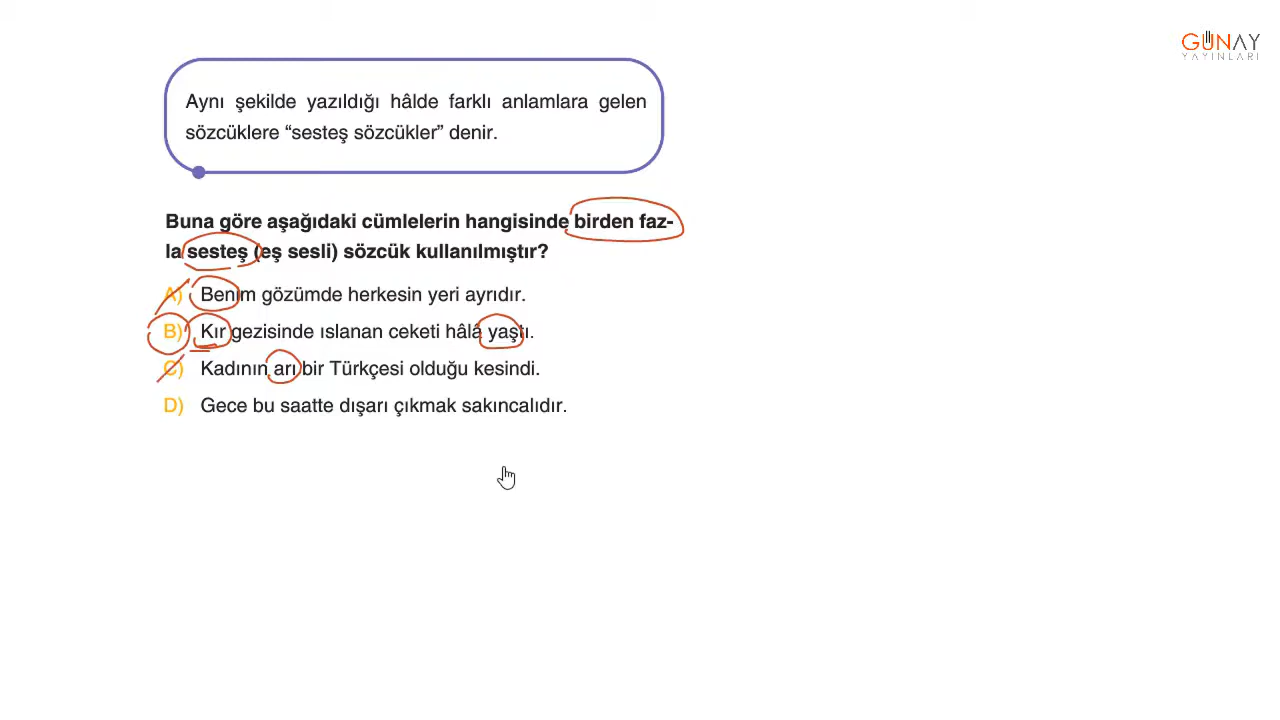 GÜNAY
YAYINLARI
Aynı şekilde yazıldığı hâlde farklı anlamlara gelen
sözcüklere “sesteş sözcükler” denir.
Buna göre aşağıdaki cümlelerin hangisinde birden faz-
la sesteş (eş sesli) sözcük kullanılmıştır?
A) Benim gözümde herkesin yeri ayrıdır.
B) Kır gezisinde ıslanan ceketi hâlâ yaştı.
C) Kadının arı bir Türkçesi olduğu kesindi.
D) Gece bu saatte dışarı çıkmak sakıncalıdır.